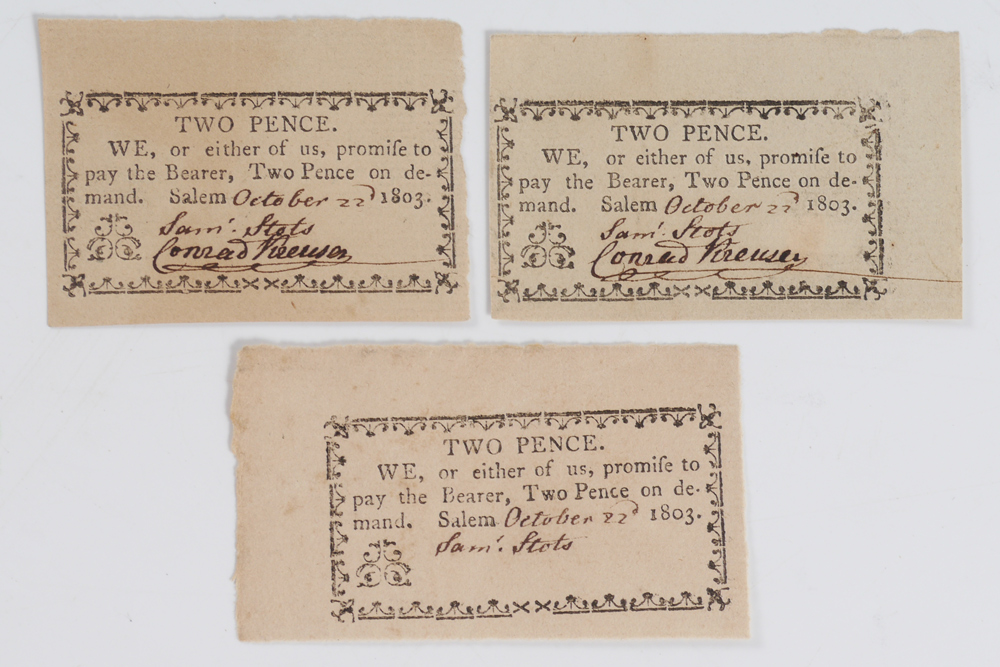 TWO PENCE.
WE, or either of us, promiſe to
pay the Bearer, Two Pence on de-
mand. Salem October 22d 1803.
Sam. Stots
Conrad Kreuser
TWO PENCE.
WE, or either of us, promiſe to
pay the Bearer, Two Pence on de-
mand. Salem October 22d 1803.
Sam. Stots
Conrad Kreuser
TWO PENCE.
WE, or either of us, promiſe to
pay the Bearer, Two Pence on de-
mand. Salem October 22d 1803.
Sam. Stots